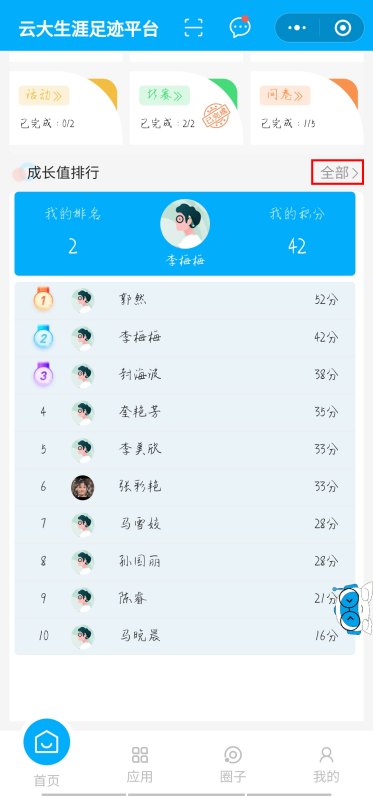 云大生涯足迹平台
活动 比赛 问卷
已完成：0/2 已完成：2/2 已完成：1/3
已完成
成长值排行 全部
我的排名 我的积分
2 42
李梅梅
1 郭然 52分
2 李梅梅 42分
3 封海波 38分
4 奎艳芳 35分
5 李美欣 33分
6 张彩艳 33分
7 马雪姣 28分
8 孙国丽 28分
9 陈睿 21分
10 马晚晨 16分
首页 应用 圈子 我的